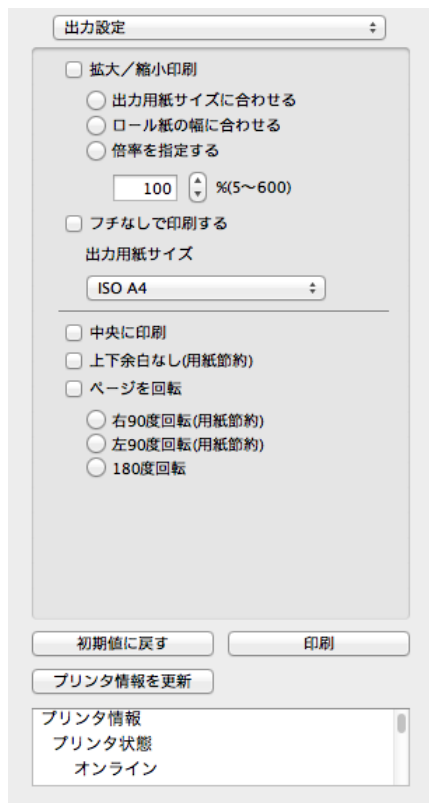 出力設定
拡大／縮小印刷
出力用紙サイズに合わせる
ロール紙の幅に合わせる
倍率を指定する
100 %(5～600)
フチなしで印刷する
出力用紙サイズ
ISO A4
中央に印刷
上下余白なし(用紙節約)
ページを回転
右90度回転(用紙節約)
左90度回転(用紙節約)
180度回転
初期値に戻す 印刷
プリンタ情報を更新
プリンタ情報
プリンタ状態
オンライン